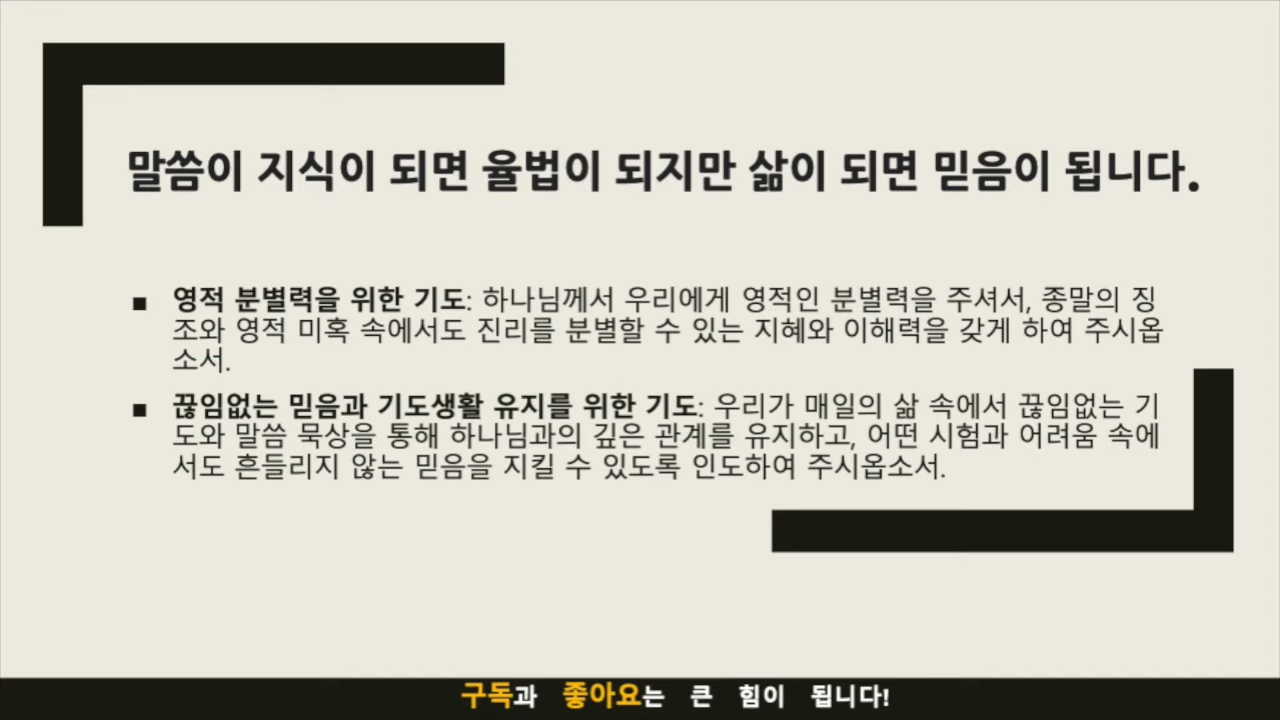 말씀이 지식이 되면 율법이 되지만 삶이 되면 믿음이 됩니다.
■ 영적 분별력을 위한 기도: 하나님께서 우리에게 영적인 분별력을 주셔서, 종말의 징
조와 영적 미혹 속에서도 진리를 분별할 수 있는 지혜와 이해력을 갖게 하여 주시옵
소서.
■ 끊임없는 믿음과 기도생활 유지를 위한 기도: 우리가 매일의 삶 속에서 끊임없는 기
도와 말씀 묵상을 통해 하나님과의 깊은 관계를 유지하고, 어떤 시험과 어려움 속에
서도 흔들리지 않는 믿음을 지킬 수 있도록 인도하여 주시옵소서.
구독과 좋아요는 큰 힘이 됩니다!